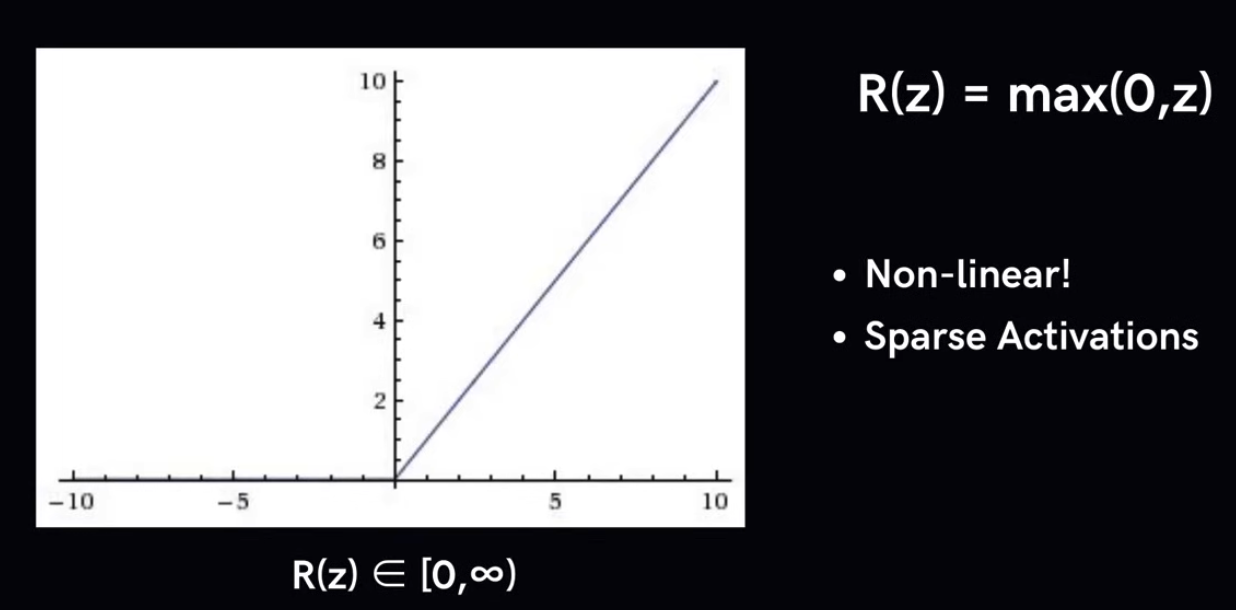 R(z) = max(0,z)
10
8
6
4
2
−10
−5
5
10
• Non-linear!
• Sparse Activations
R(z) ∈ [0,∞)